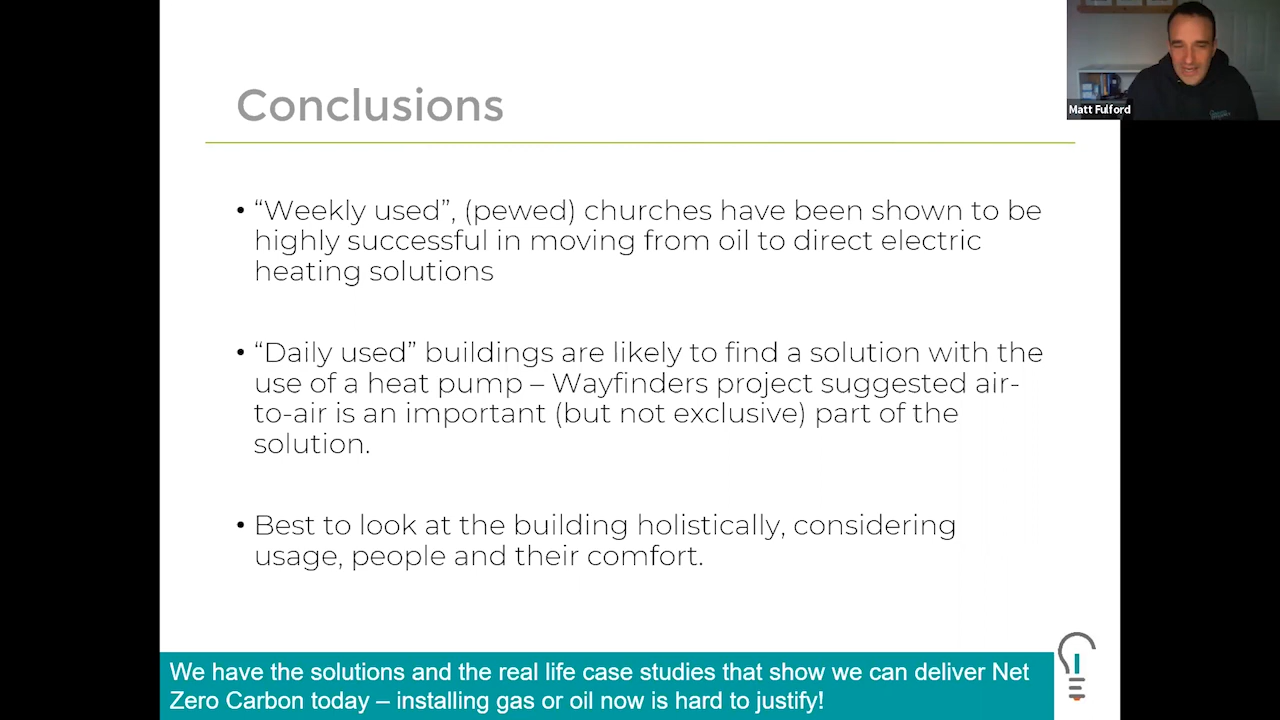 Matt Fulford
Conclusions
• “Weekly used”, (pewed) churches have been shown to be
highly successful in moving from oil to direct electric
heating solutions
• “Daily used” buildings are likely to find a solution with the
use of a heat pump – Wayfinders project suggested air-
to-air is an important (but not exclusive) part of the
solution.
• Best to look at the building holistically, considering
usage, people and their comfort.
We have the solutions and the real life case studies that show we can deliver Net
Zero Carbon today – installing gas or oil now is hard to justify!